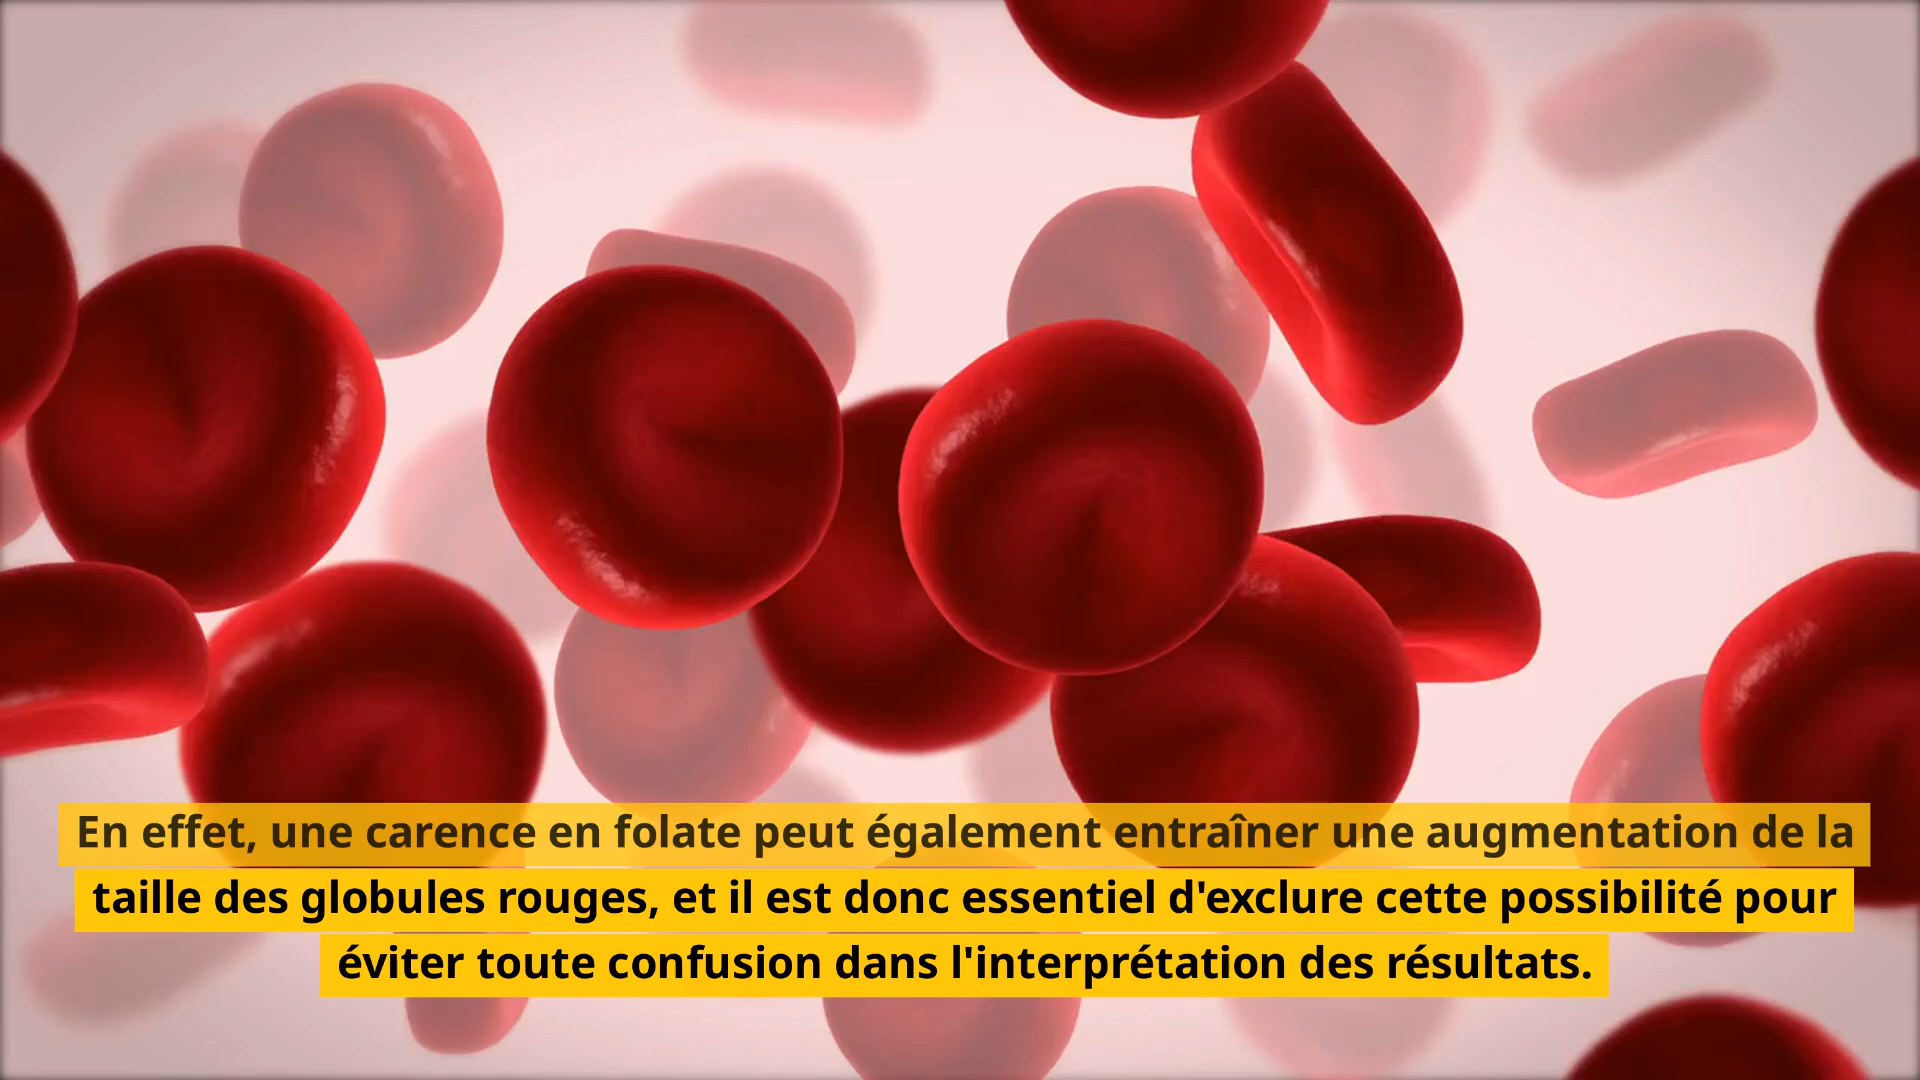 En effet, une carence en folate peut également entraîner une augmentation de la
taille des globules rouges, et il est donc essentiel d'exclure cette possibilité pour
éviter toute confusion dans l'interprétation des résultats.